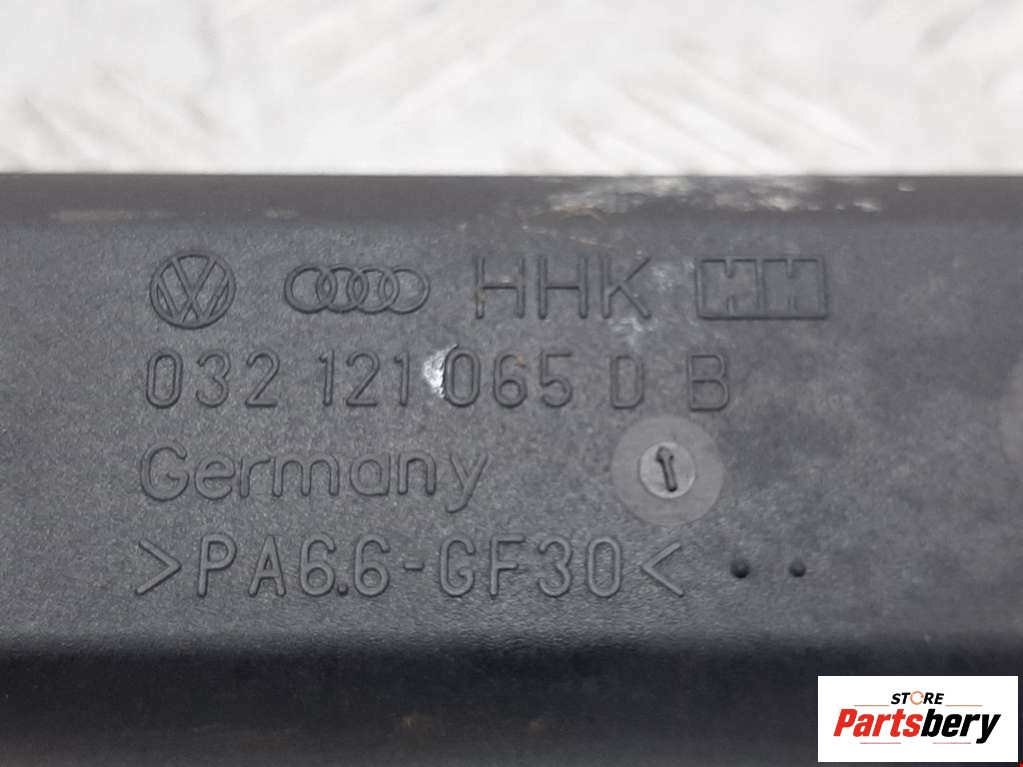 HHK
032 121 065 D B
Germany
>PA6.6-GF30<
STORE
Partsbery